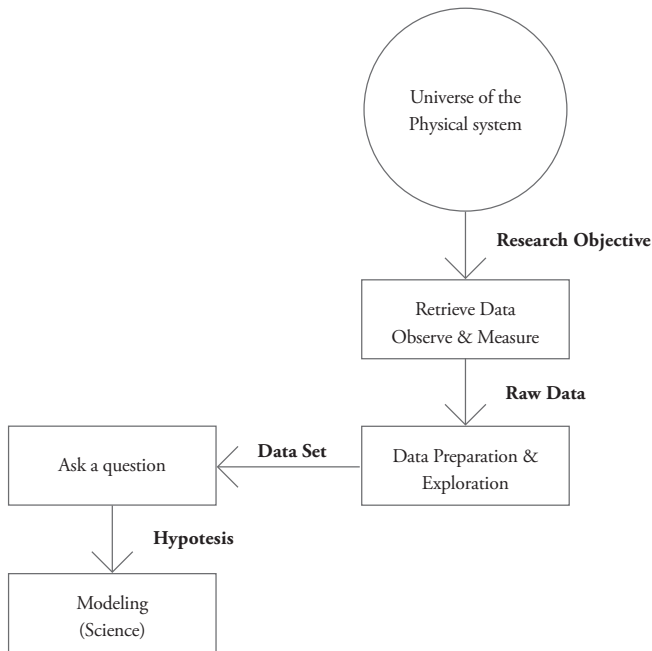 Universe of the
Physical system
Research Objective
Retrieve Data
Observe & Measure
Raw Data
Data Preparation &
Exploration
Data Set
Ask a question
Hypotesis
Modeling
(Science)